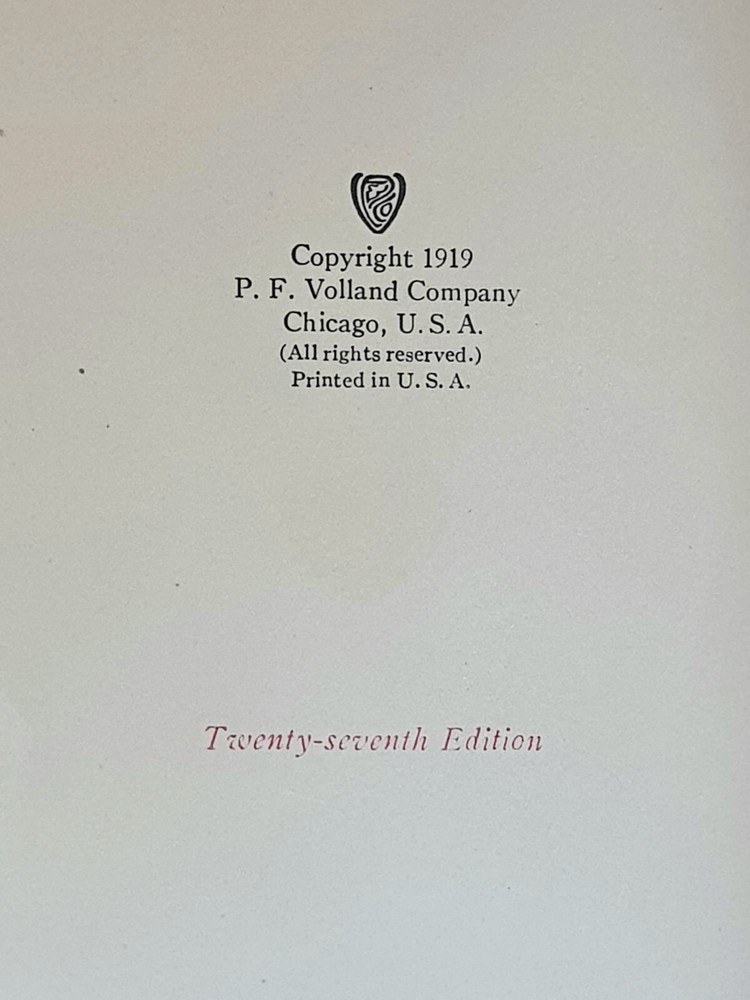 Copyright 1919
P. F. Volland Company
Chicago, U. S. A.
(All rights reserved.)
Printed in U. S. A.
Twenty-seventh Edition